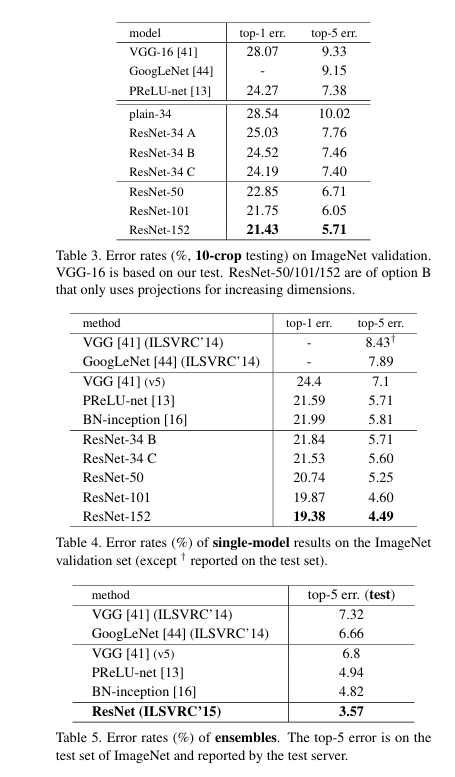 model top-1 err. top-5 err.
VGG-16 [41] 28.07 9.33
GoogLeNet [44] - 9.15
PReLU-net [13] 24.27 7.38
plain-34 28.54 10.02
ResNet-34 A 25.03 7.76
ResNet-34 B 24.52 7.46
ResNet-34 C 24.19 7.40
ResNet-50 22.85 6.71
ResNet-101 21.75 6.05
ResNet-152 21.43 5.71
Table 3. Error rates (%, 10-crop testing) on ImageNet validation.
VGG-16 is based on our test. ResNet-50/101/152 are of option B
that only uses projections for increasing dimensions.
method top-1 err. top-5 err.
VGG [41] (ILSVRC'14) - 8.43†
GoogLeNet [44] (ILSVRC'14) - 7.89
VGG [41] (v5) 24.4 7.1
PReLU-net [13] 21.59 5.71
BN-inception [16] 21.99 5.81
ResNet-34 B 21.84 5.71
ResNet-34 C 21.53 5.60
ResNet-50 20.74 5.25
ResNet-101 19.87 4.60
ResNet-152 19.38 4.49
Table 4. Error rates (%) of single-model results on the ImageNet
validation set (except † reported on the test set).
method top-5 err. (test)
VGG [41] (ILSVRC'14) 7.32
GoogLeNet [44] (ILSVRC'14) 6.66
VGG [41] (v5) 6.8
PReLU-net [13] 4.94
BN-inception [16] 4.82
ResNet (ILSVRC'15) 3.57
Table 5. Error rates (%) of ensembles. The top-5 error is on the
test set of ImageNet and reported by the test server.